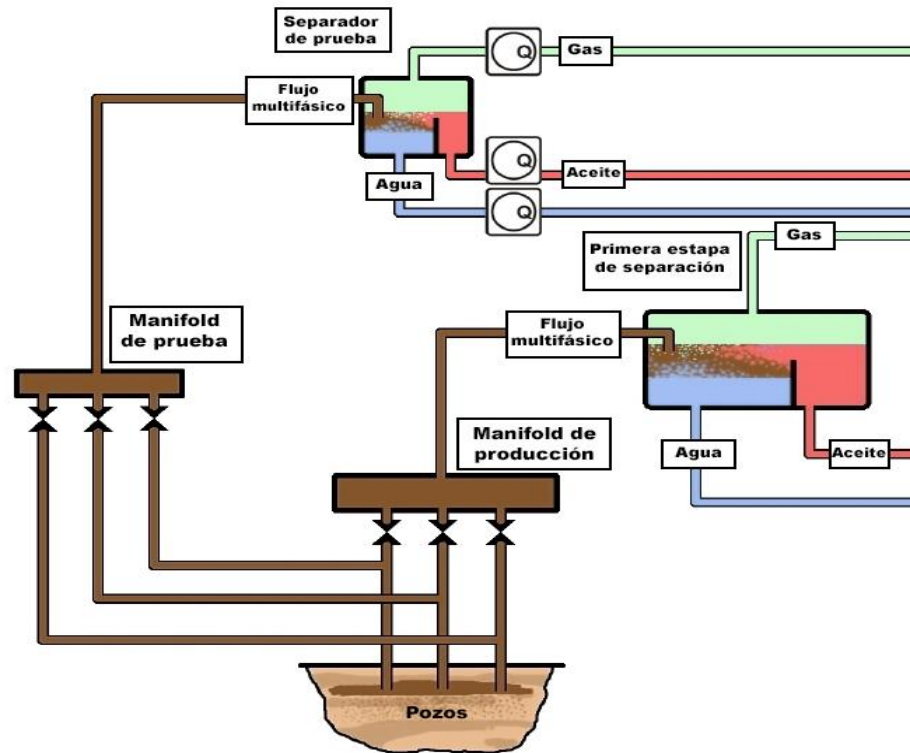 Separador
de prueba
Q
Gas
Flujo
multifásico
Q
Aceite
Agua
Q
Primera estapa
de separación
Gas
Manifold
de prueba
Flujo
multifásico
Manifold de
producción
Agua
Aceite
Pozos